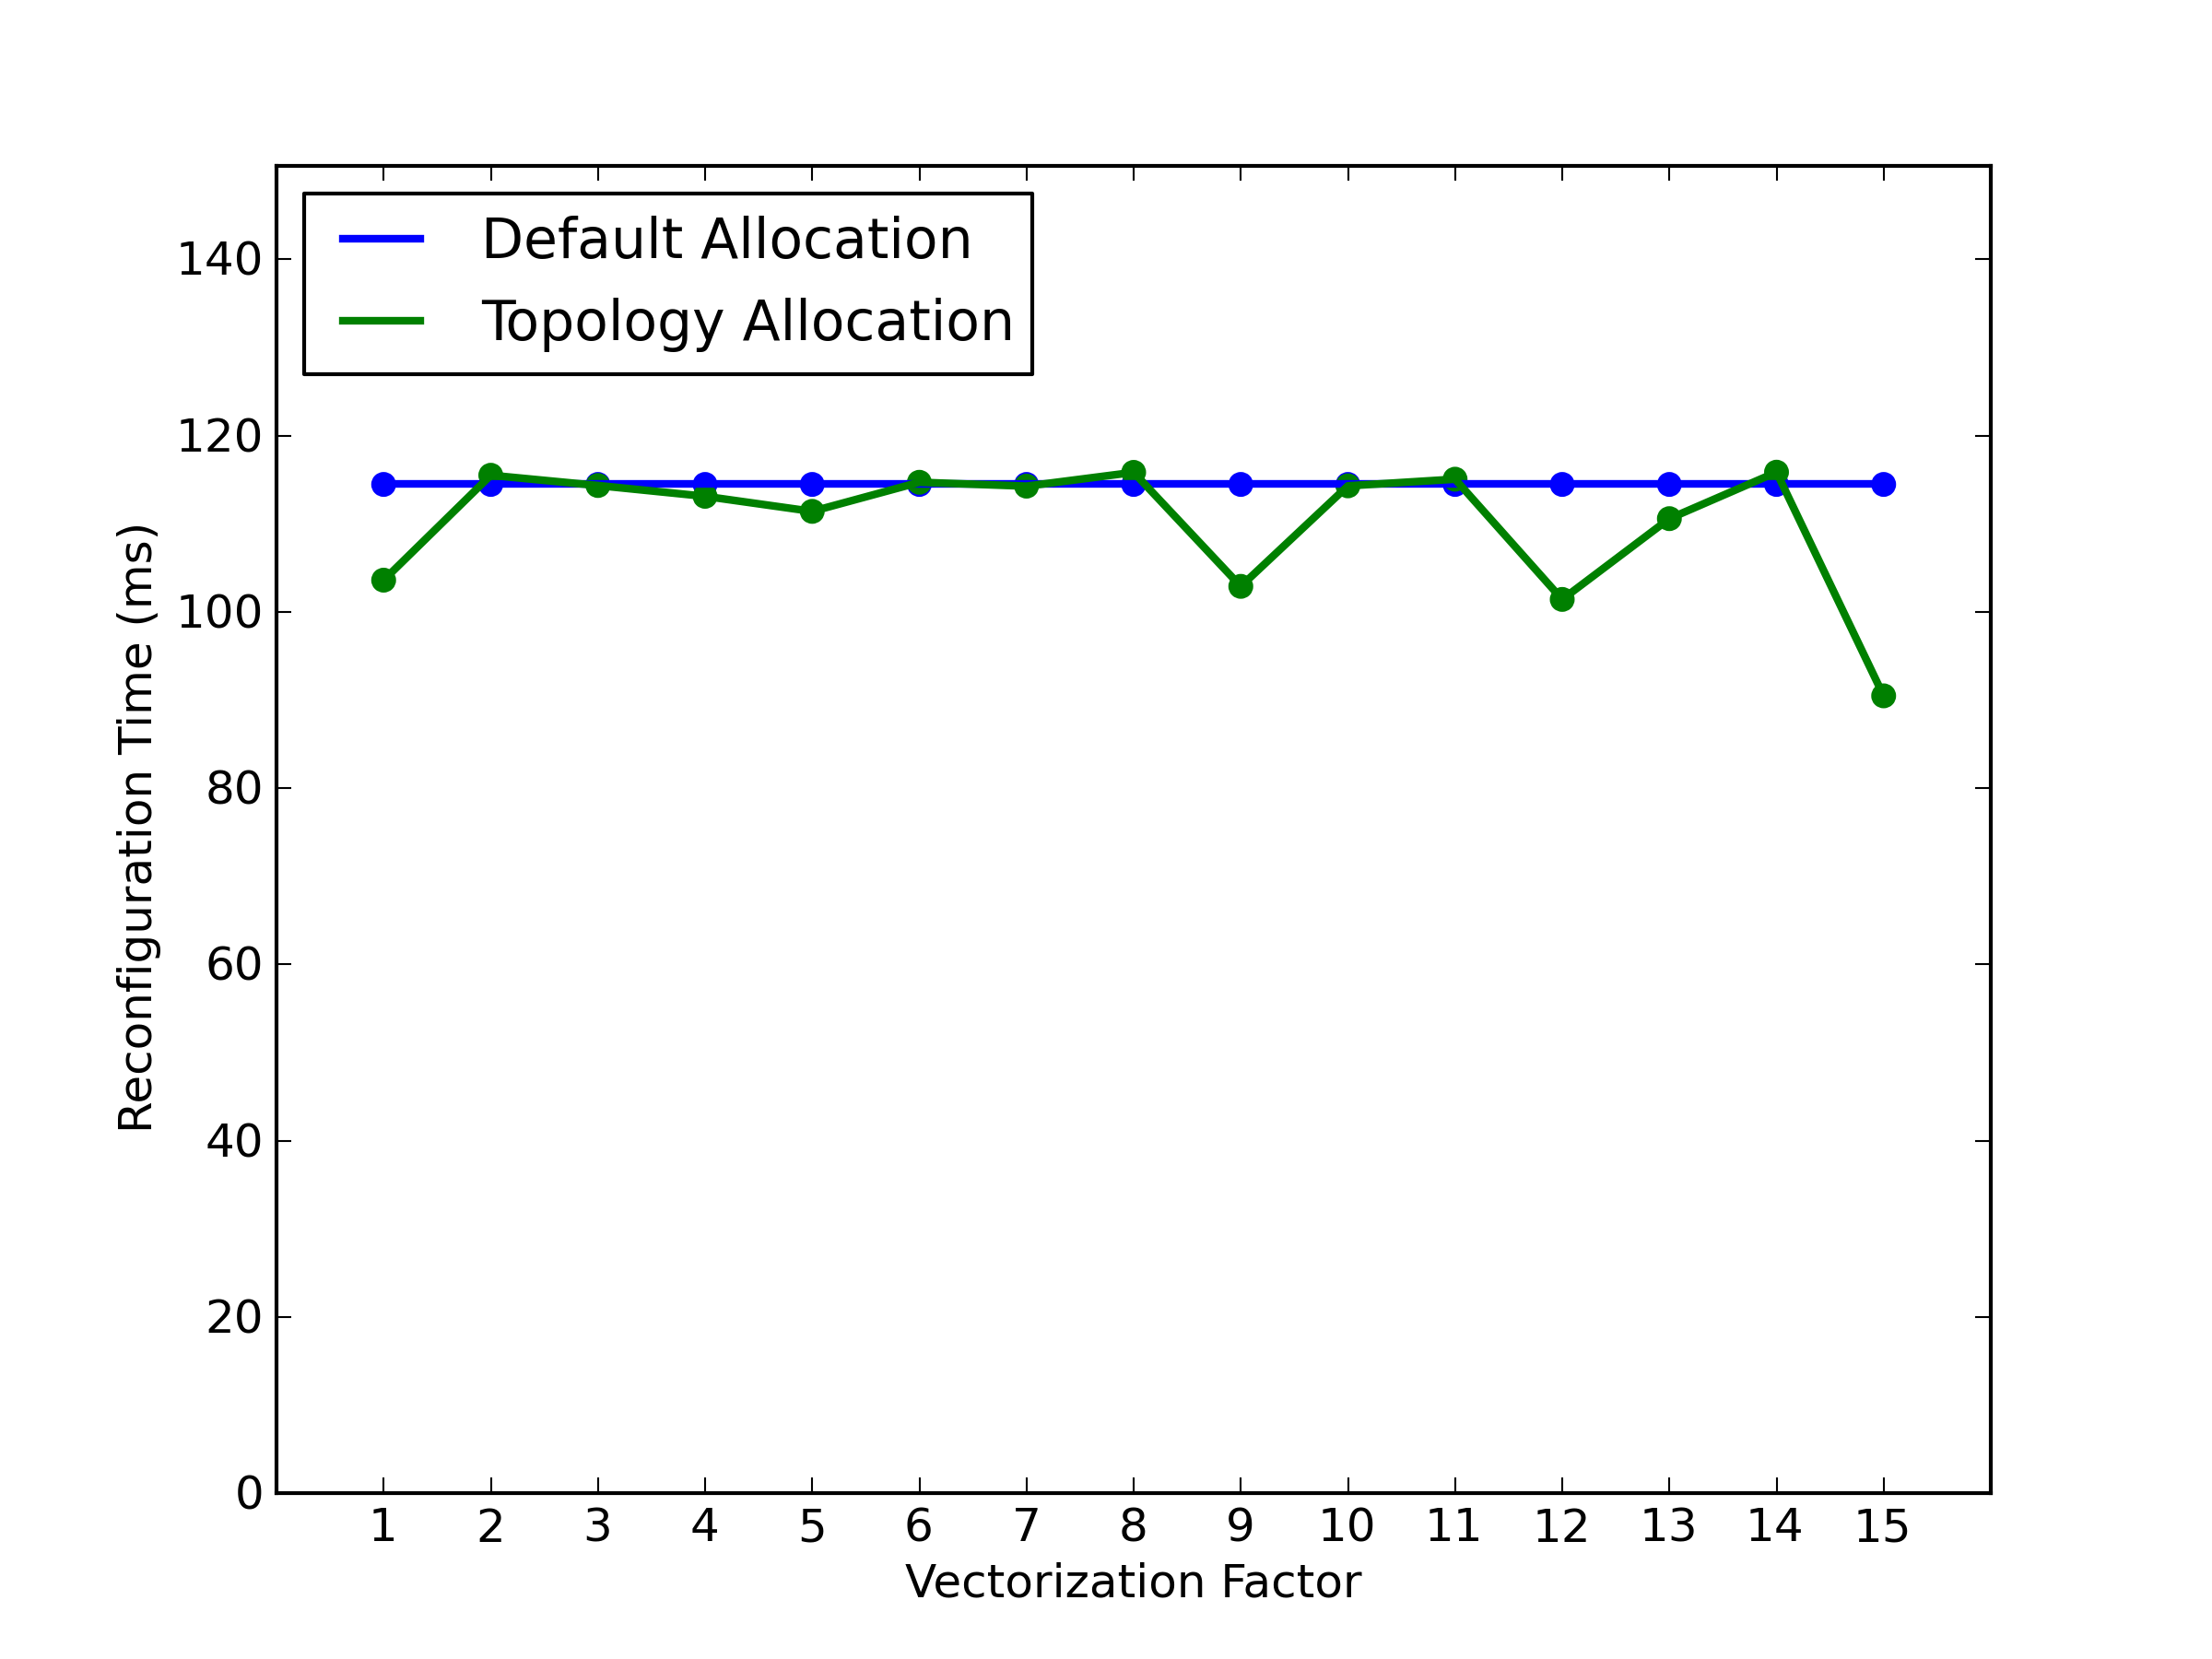 Default Allocation
Topology Allocation
140
120
100
80
60
40
20
0
Reconfiguration Time (ms)
1 2 3 4 5 6 7 8 9 10 11 12 13 14 15
Vectorization Factor